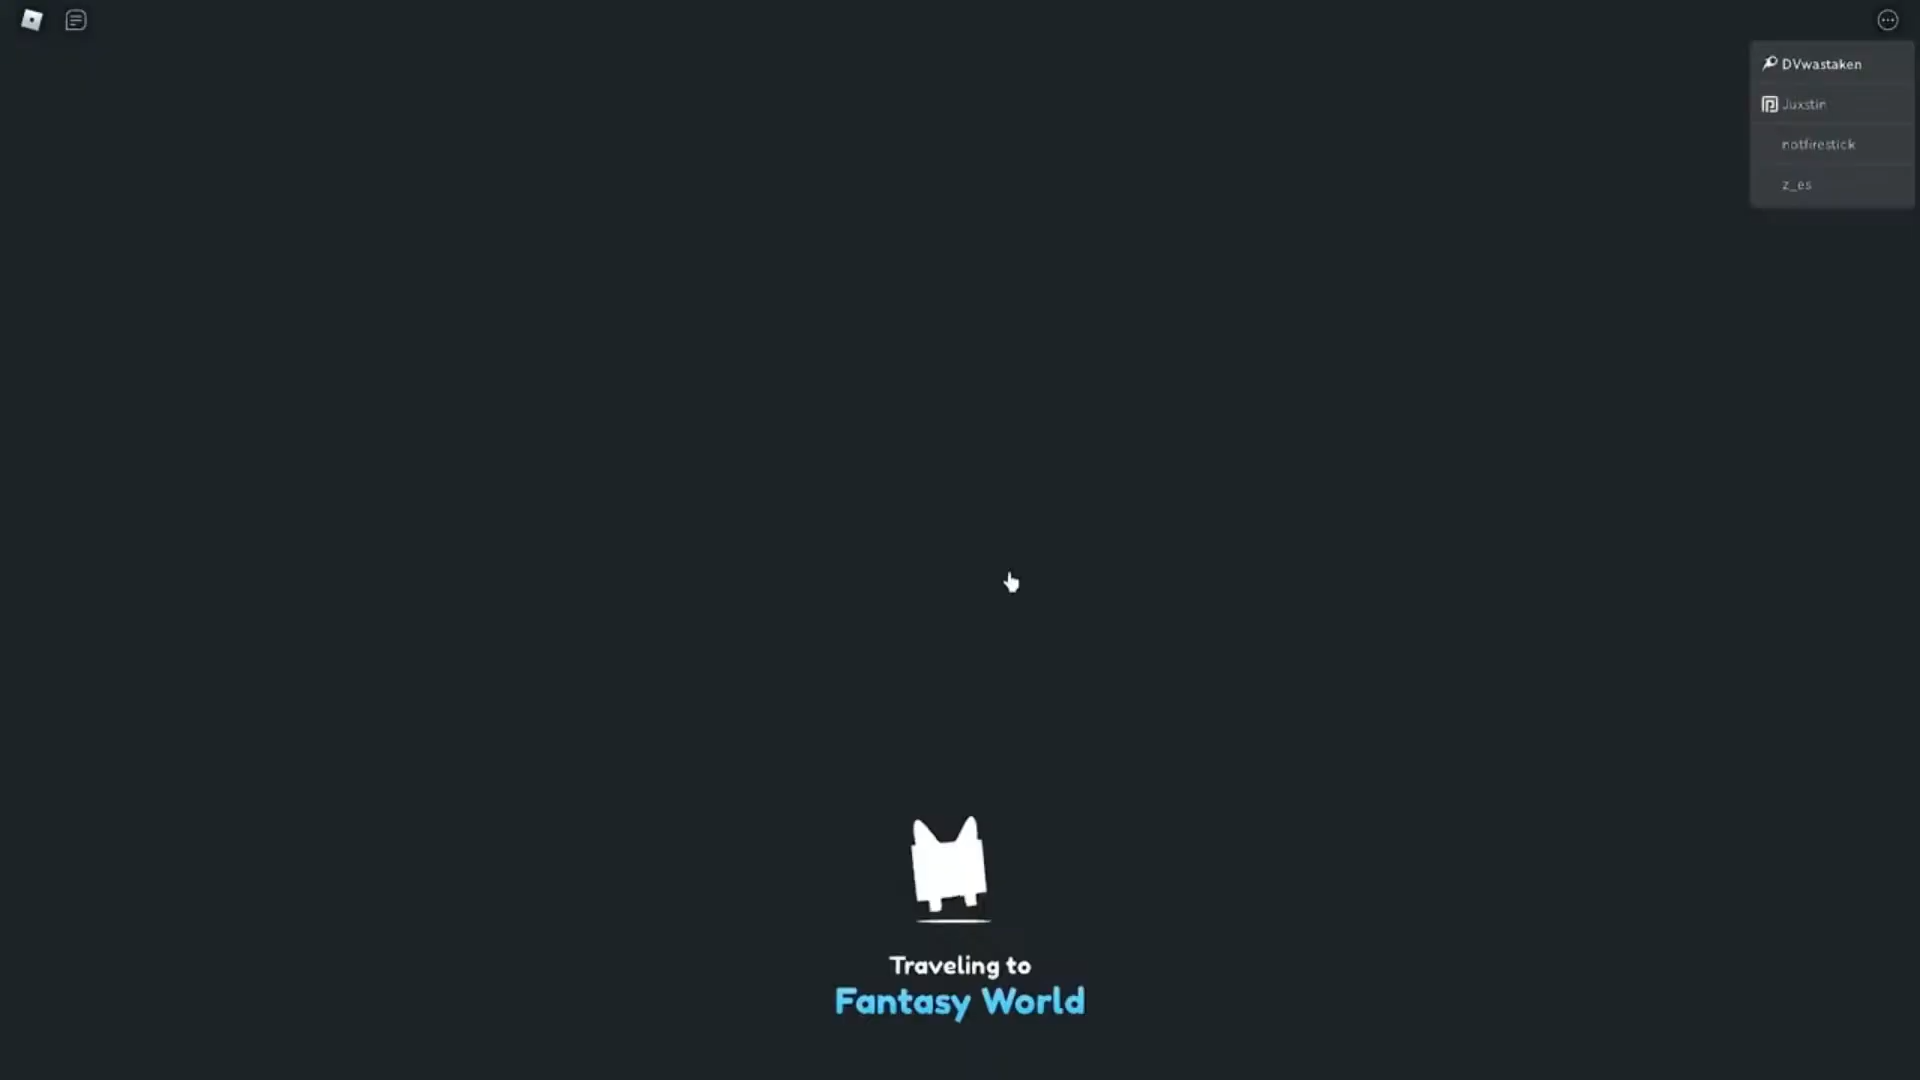 DVwastaken
Juxstin
notfirestick
z_es
Traveling to
Fantasy World